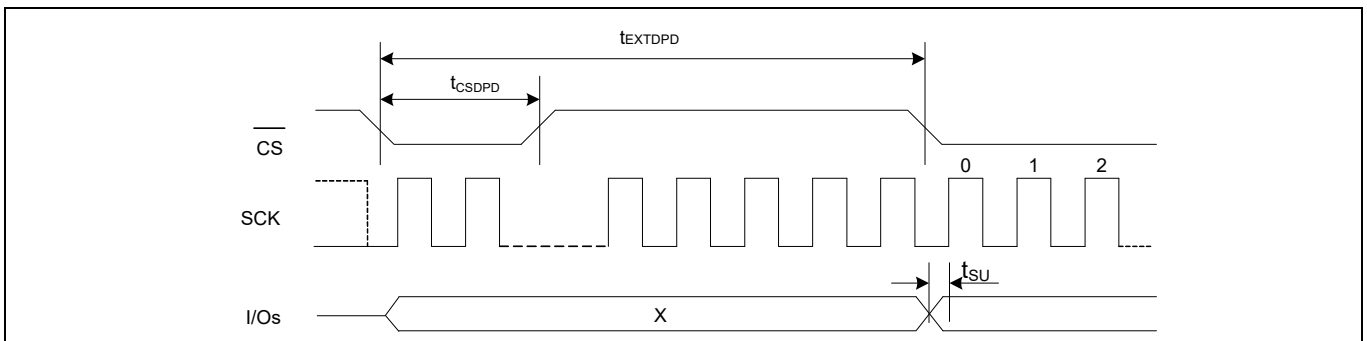 tEXTDPD
tCSDPD
CS
0 1 2
SCK
tSU
I/Os X